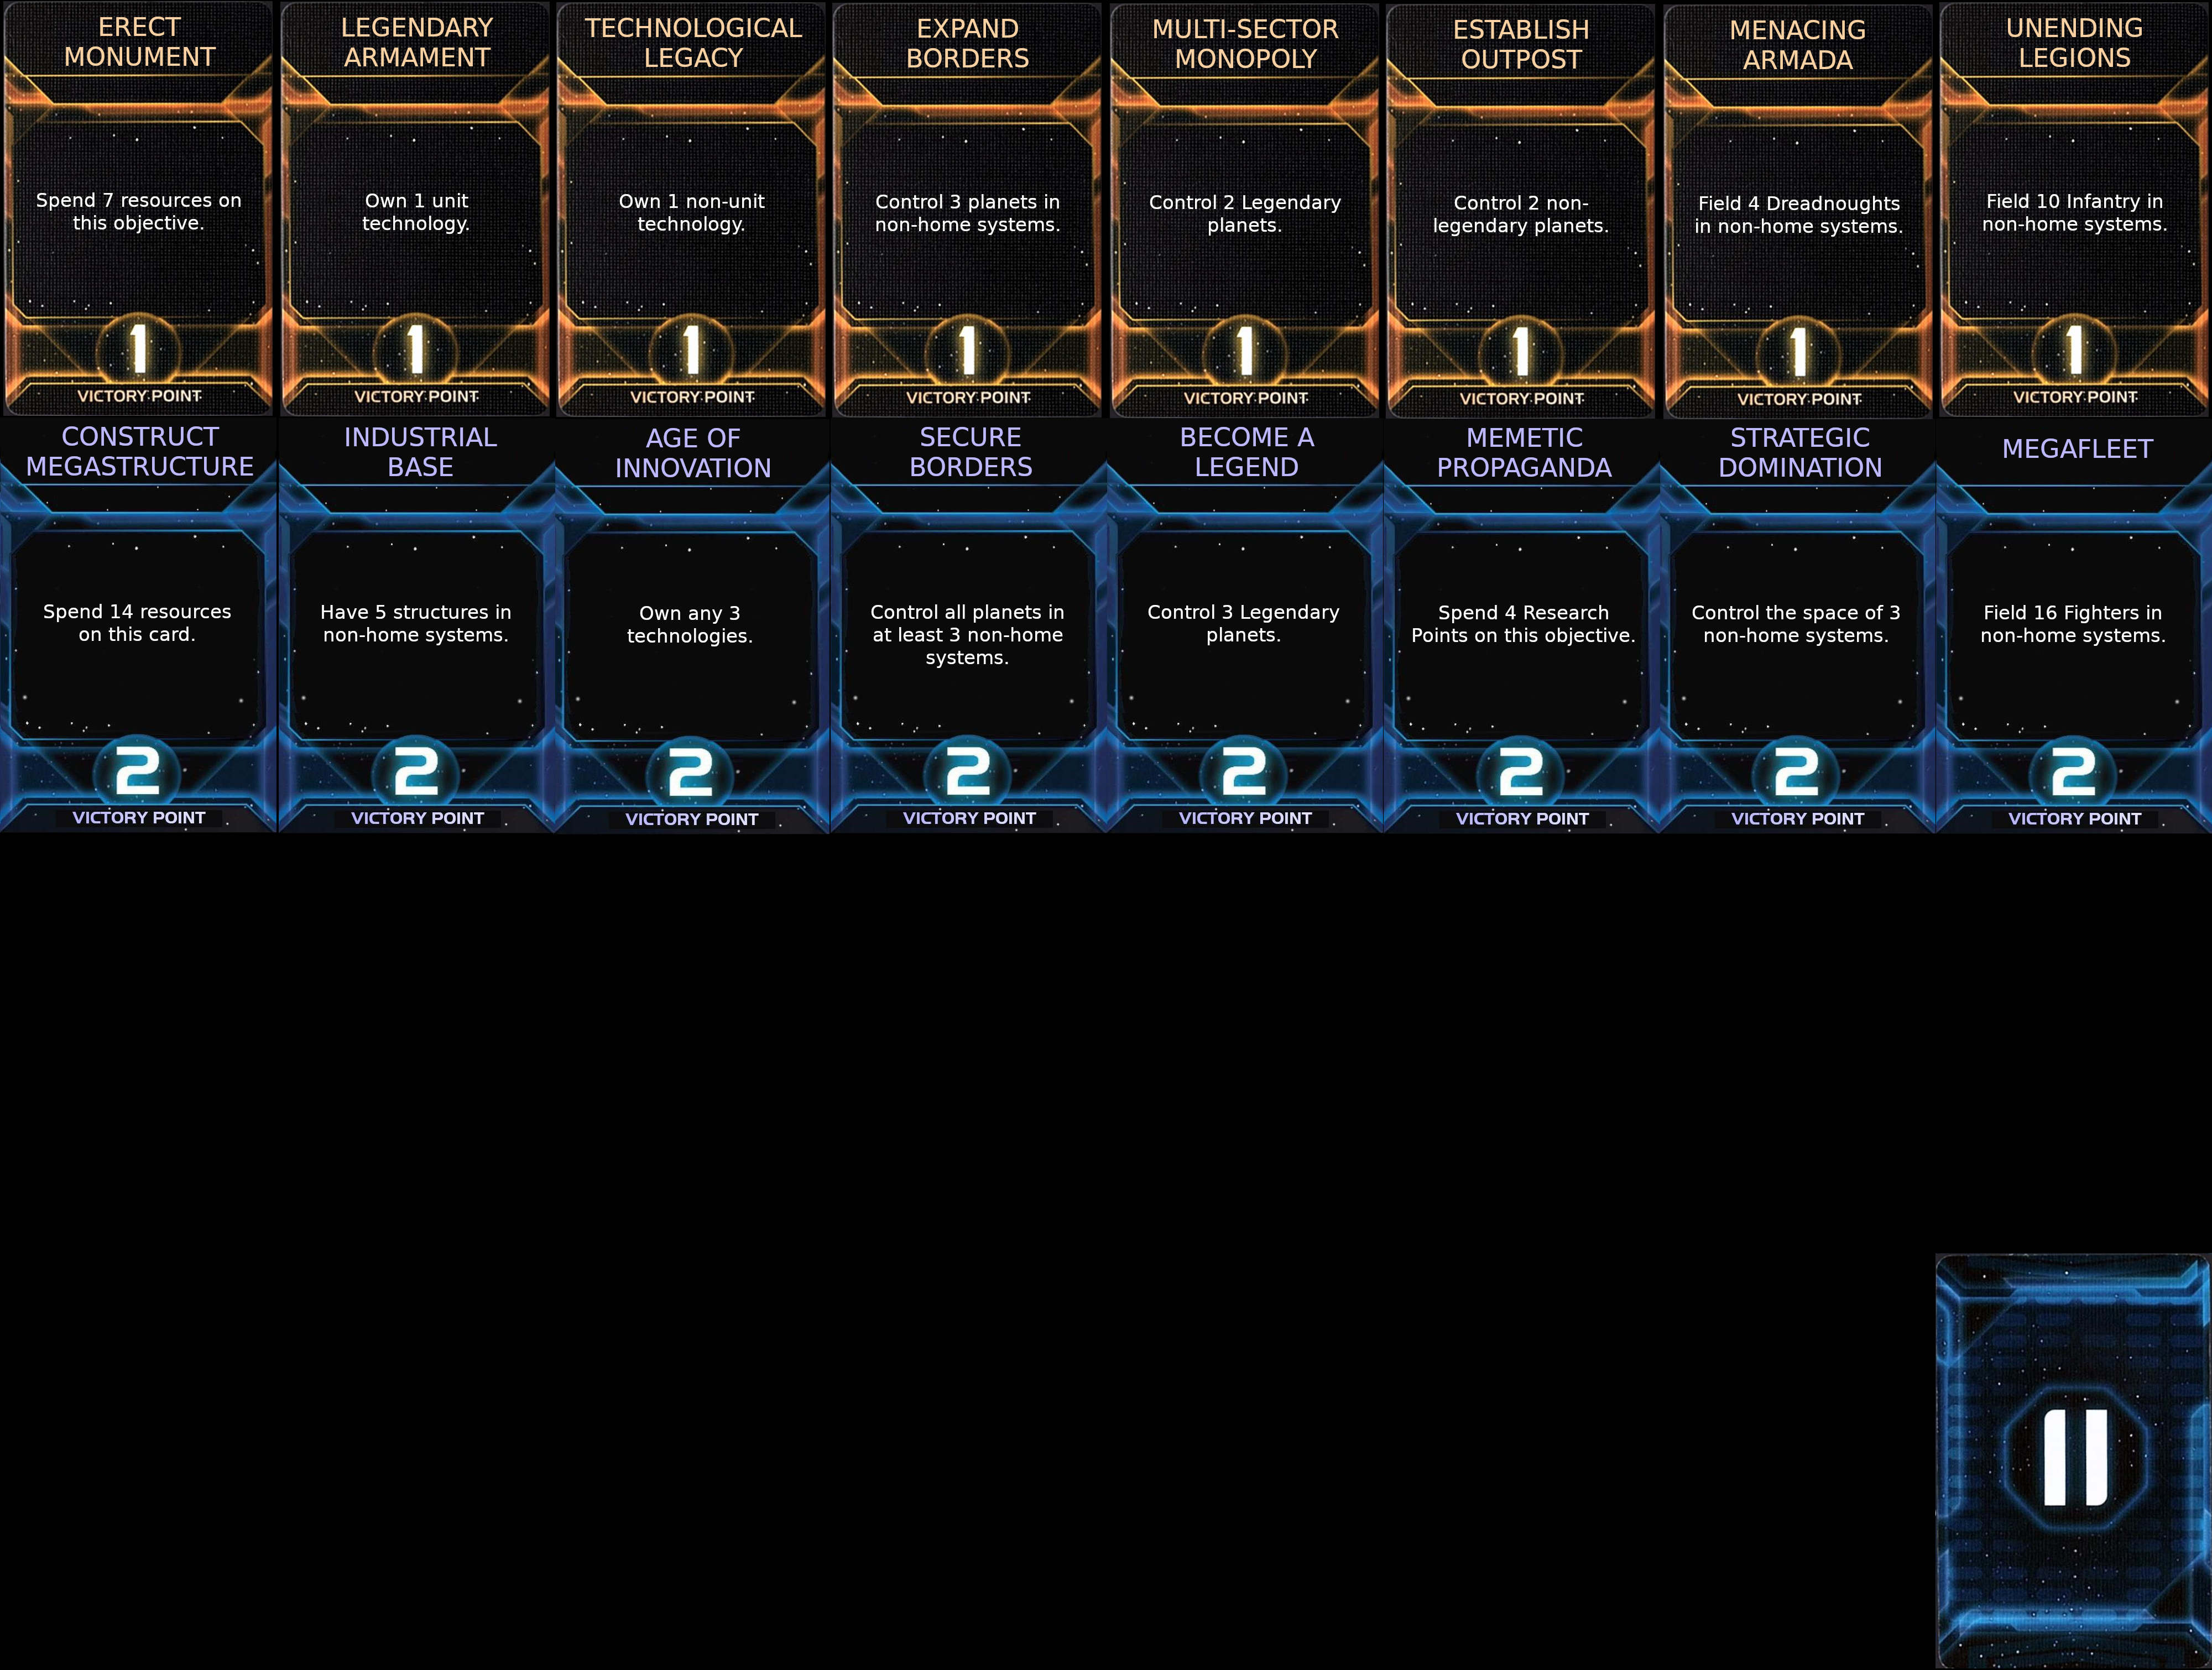 ERECT
MONUMENT
Spend 7 resources on
this objective.
1
VICTORY POINT
LEGENDARY
ARMAMENT
Own 1 unit
technology.
1
VICTORY POINT
TECHNOLOGICAL
LEGACY
Own 1 non-unit
technology.
1
VICTORY POINT
EXPAND
BORDERS
Control 3 planets in
non-home systems.
1
VICTORY POINT
MULTI-SECTOR
MONOPOLY
Control 2 Legendary
planets.
1
VICTORY POINT
ESTABLISH
OUTPOST
Control 2 non-
legendary planets.
1
VICTORY POINT
MENACING
ARMADA
Field 4 Dreadnoughts
in non-home systems.
1
VICTORY POINT
UNENDING
LEGIONS
Field 10 Infantry in
non-home systems.
1
VICTORY POINT
CONSTRUCT
MEGASTRUCTURE
Spend 14 resources
on this card.
2
VICTORY POINT
INDUSTRIAL
BASE
Have 5 structures in
non-home systems.
2
VICTORY POINT
AGE OF
INNOVATION
Own any 3
technologies.
2
VICTORY POINT
SECURE
BORDERS
Control all planets in
at least 3 non-home
systems.
2
VICTORY POINT
BECOME A
LEGEND
Control 3 Legendary
planets.
2
VICTORY POINT
MEMETIC
PROPAGANDA
Spend 4 Research
Points on this objective.
2
VICTORY POINT
STRATEGIC
DOMINATION
Control the space of 3
non-home systems.
2
VICTORY POINT
MEGAFLEET
Field 16 Fighters in
non-home systems.
2
VICTORY POINT
II